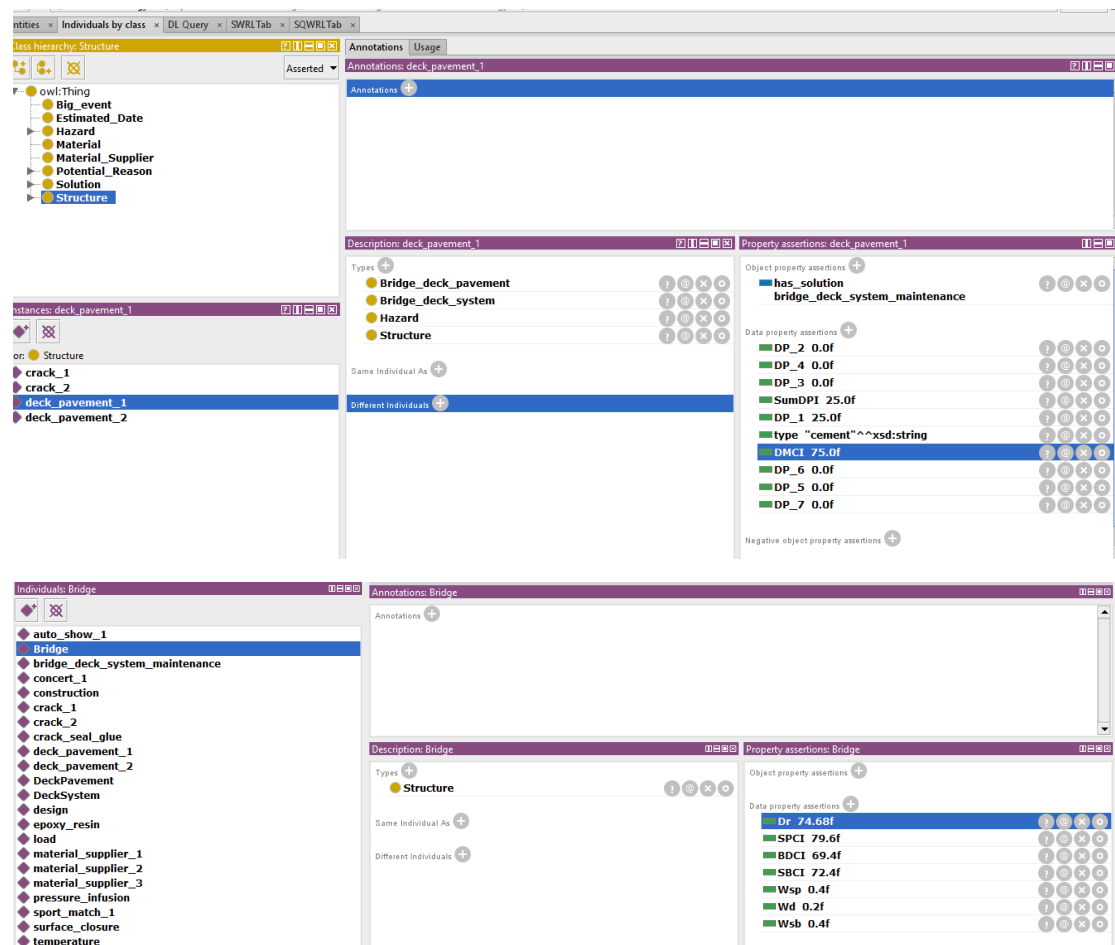 ntities × Individuals by class × DL Query × SWRLTab × SQWRLTab ×
Class hierarchy: Structure
Asserted
owl:Thing
Big_event
Estimated_Date
Hazard
Material
Material_Supplier
Potential_Reason
Solution
Structure
nstances: deck_pavement_1
or: Structure
crack_1
crack_2
deck_pavement_1
deck_pavement_2
Annotations Usage
Annotations: deck_pavement_1
Annotations
Description: deck_pavement_1
Types
Bridge_deck_pavement
Bridge_deck_system
Hazard
Structure
Same Individual As
Different Individuals
Property assertions: deck_pavement_1
Object property assertions
has_solution
bridge_deck_system_maintenance
Data property assertions
DP_2 0.0f
DP_4 0.0f
DP_3 0.0f
SumDPI 25.0f
DP_1 25.0f
type "cement"^^xsd:string
DMCI 75.0f
DP_6 0.0f
DP_5 0.0f
DP_7 0.0f
Negative object property assertions
Individuals: Bridge
auto_show_1
Bridge
bridge_deck_system_maintenance
concert_1
construction
crack_1
crack_2
crack_seal_glue
deck_pavement_1
deck_pavement_2
DeckPavement
DeckSystem
design
epoxy_resin
load
material_supplier_1
material_supplier_2
material_supplier_3
pressure_infusion
sport_match_1
surface_closure
temperature
Annotations: Bridge
Annotations
Description: Bridge
Types
Structure
Same Individual As
Different Individuals
Property assertions: Bridge
Object property assertions
Data property assertions
Dr 74.68f
SPCI 79.6f
BDCI 69.4f
SBCI 72.4f
Wsp 0.4f
Wd 0.2f
Wsb 0.4f